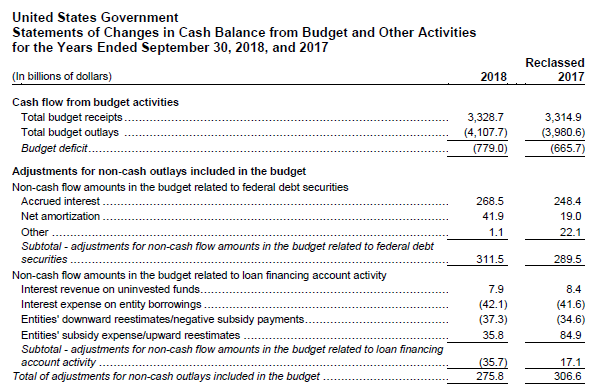 United States Government
Statements of Changes in Cash Balance from Budget and Other Activities
for the Years Ended September 30, 2018, and 2017
Reclassed
(In billions of dollars) 2018 2017
Cash flow from budget activities
Total budget receipts 3,328.7 3,314.9
Total budget outlays (4,107.7) (3,980.6)
Budget deficit (779.0) (665.7)
Adjustments for non-cash outlays included in the budget
Non-cash flow amounts in the budget related to federal debt securities
Accrued interest 268.5 248.4
Net amortization 41.9 19.0
Other 1.1 22.1
Subtotal - adjustments for non-cash flow amounts in the budget related to federal debt
securities 311.5 289.5
Non-cash flow amounts in the budget related to loan financing account activity
Interest revenue on uninvested funds 7.9 8.4
Interest expense on entity borrowings (42.1) (41.6)
Entities' downward reestimates/negative subsidy payments (37.3) (34.6)
Entities' subsidy expense/upward reestimates 35.8 84.9
Subtotal - adjustments for non-cash flow amounts in the budget related to loan financing
account activity (35.7) 17.1
Total of adjustments for non-cash outlays included in the budget 275.8 306.6